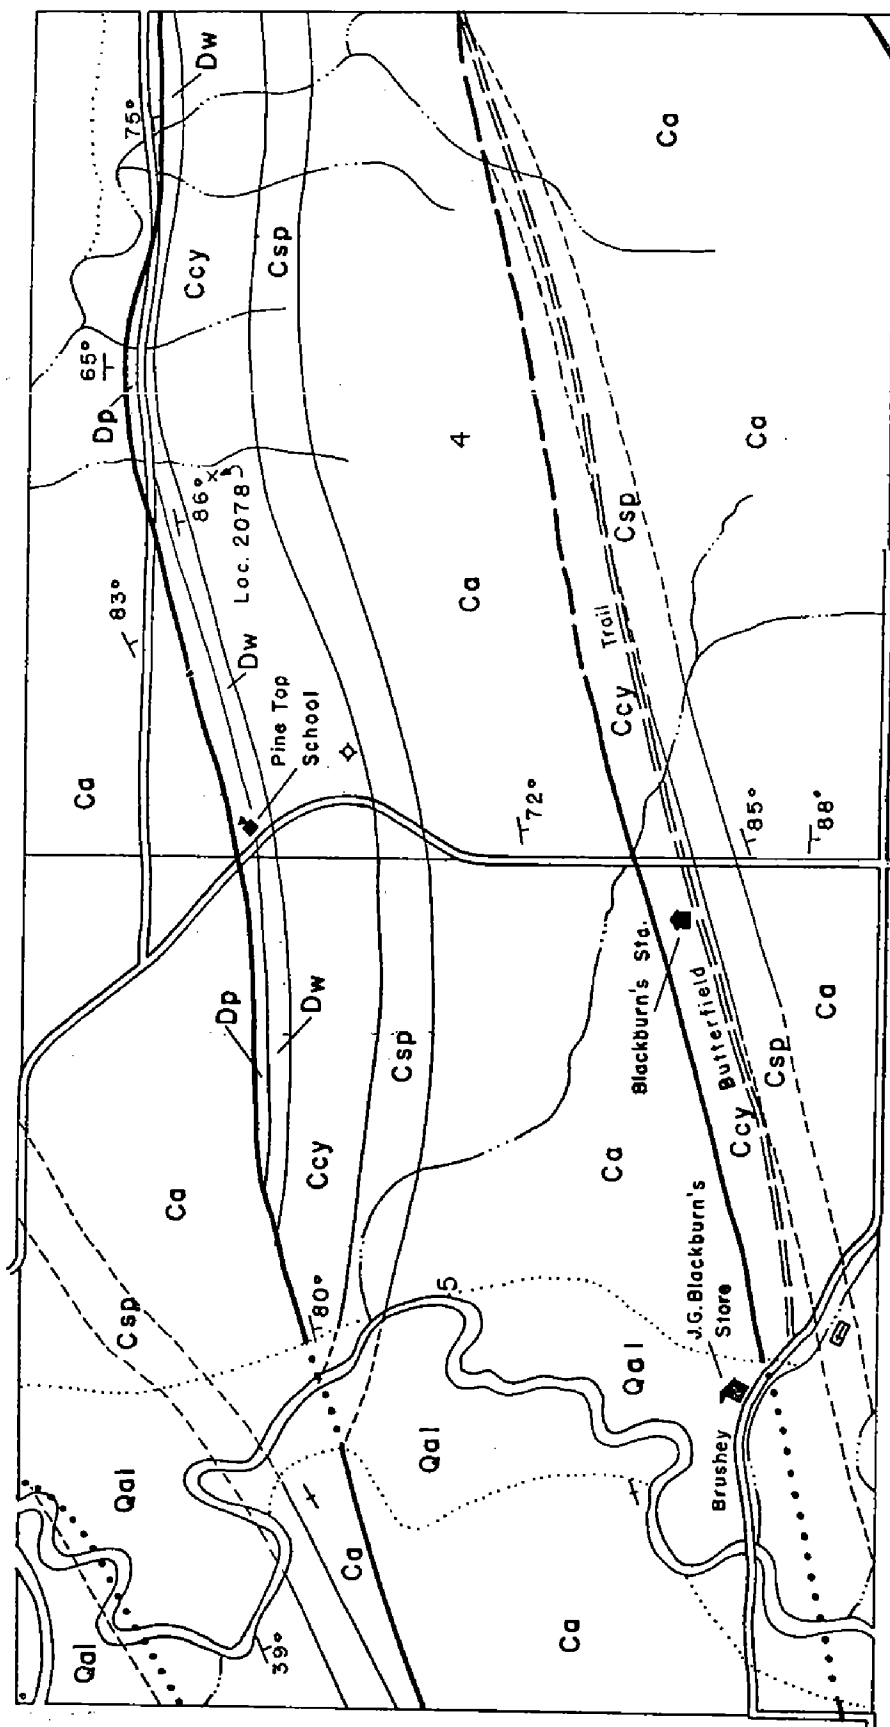 Dw
75°
Ca
Ccy
Csp
65°
Dp
4
Ca
86°
Loc. 2078
Csp
83°
Ca
Dw
Trail
Ccy
Pine Top
School
Ca
72°
85°
88°
Blackburn's Sta.
Butterfield
Dp
Dw
Csp
Ca
Csp
Ccy
Ccy
Ca
Ca
J.G. Blackburn's
Store
Csp
80°
5
Qal
Brushey
Qal
Qal
Ca
39°
Qal
Ca